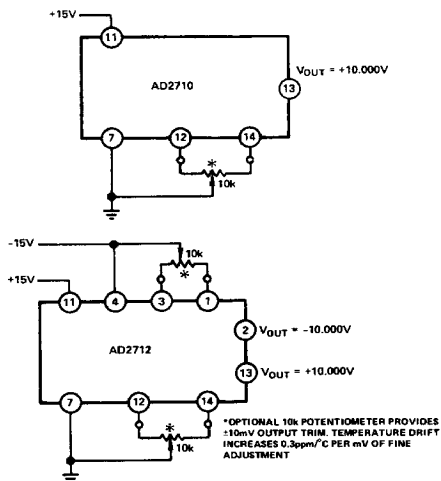 +15V
11
VOUT = +10.000V
AD2710
13
7
12
14
*
10k
-15V
10k
*
+15V
11
4
3
1
2
VOUT = -10.000V
AD2712
13
VOUT = +10.000V
7
12
14
*
10k
*OPTIONAL 10k POTENTIOMETER PROVIDES
±10mV OUTPUT TRIM. TEMPERATURE DRIFT
INCREASES 0.3ppm/°C PER mV OF FINE
ADJUSTMENT